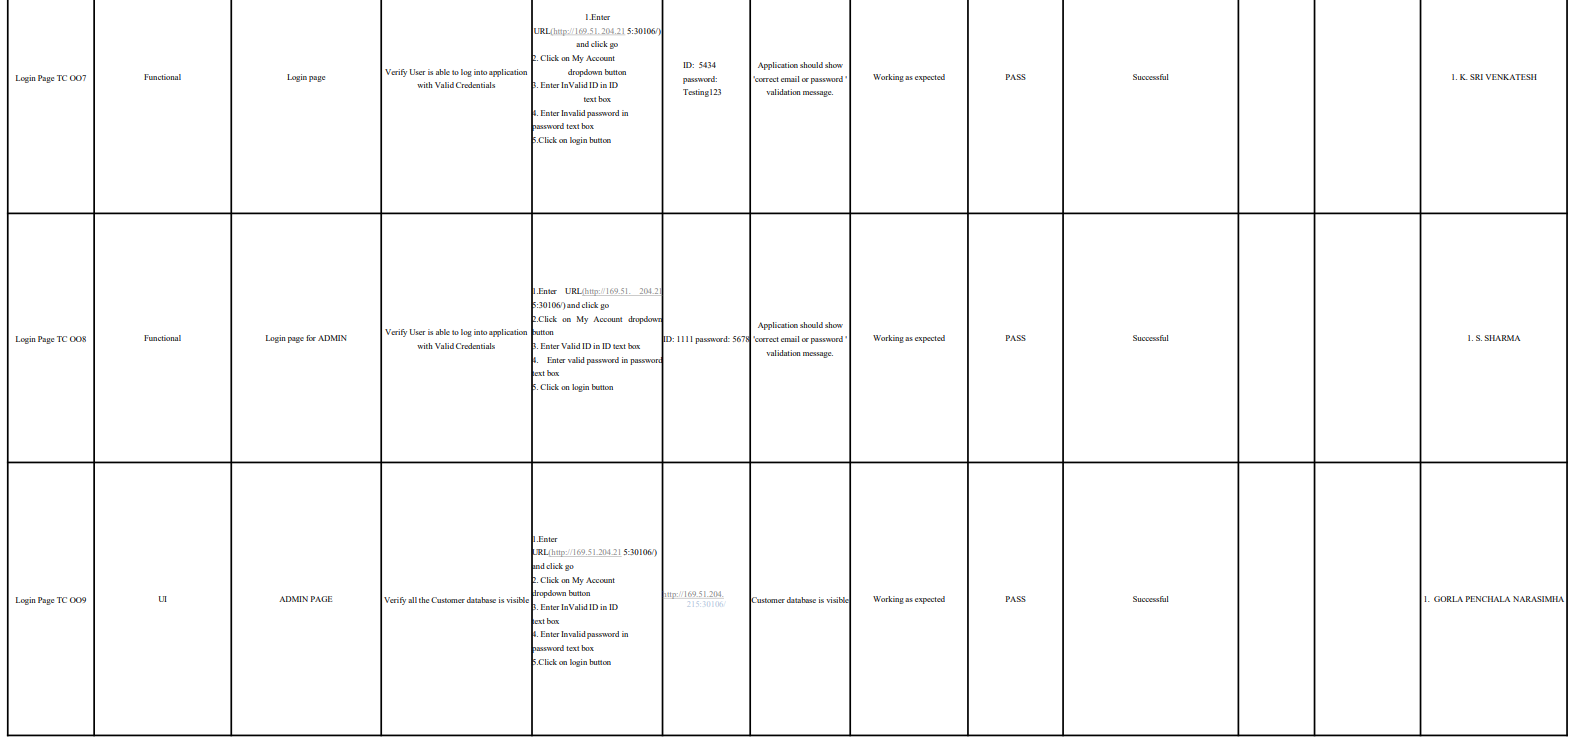 Login Page TC OO7
Functional
Login page
Verify User is able to log into application
with Valid Credentials
1.Enter
URL(http://169.51. 204.21 5:30106/)
and click go
2. Click on My Account
dropdown button
3. Enter InValid ID in ID
text box
4. Enter Invalid password in
password text box
5.Click on login button
ID: 5434
password:
Testing123
Application should show
'correct email or password '
validation message.
Working as expected
PASS
Successful
1. K. SRI VENKATESH
Login Page TC OO8
Functional
Login page for ADMIN
Verify User is able to log into application
with Valid Credentials
1.Enter URL(http://169.51. 204.21
5:30106/) and click go
2.Click on My Account dropdown
button
3. Enter Valid ID in ID text box
4. Enter valid password in password
text box
5. Click on login button
ID: 1111 password: 5678
Application should show
'correct email or password '
validation message.
Working as expected
PASS
Successful
1. S. SHARMA
Login Page TC OO9
UI
ADMIN PAGE
Verify all the Customer database is visible
1.Enter
URL(http://169.51.204.21 5:30106/)
and click go
2. Click on My Account
dropdown button
3. Enter InValid ID in ID
text box
4. Enter Invalid password in
password text box
5.Click on login button
http://169.51.204.
215:30106/
Customer database is visible
Working as expected
PASS
Successful
1. GORLA PENCHALA NARASIMHA